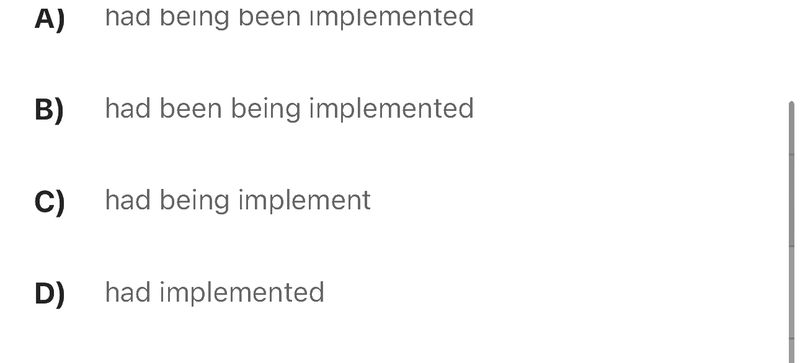 A) had being been implemented
B) had been being implemented
C) had being implement
D) had implemented